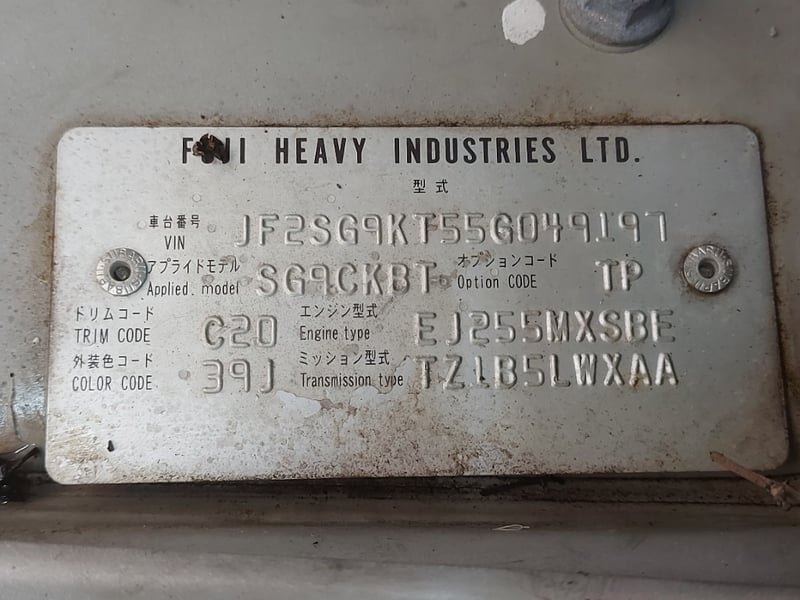 FUJI HEAVY INDUSTRIES LTD.
型式
車台番号
VIN JF2SG9KT55G049197
アプライドモデル オプションコード
Applied. model SG9CKBT Option CODE TP
トリムコード エンジン型式
TRIM CODE C20 Engine type EJ255MXSBE
外装色コード ミッション型式
COLOR CODE 39J Transmission type TZ1B5LWXAA